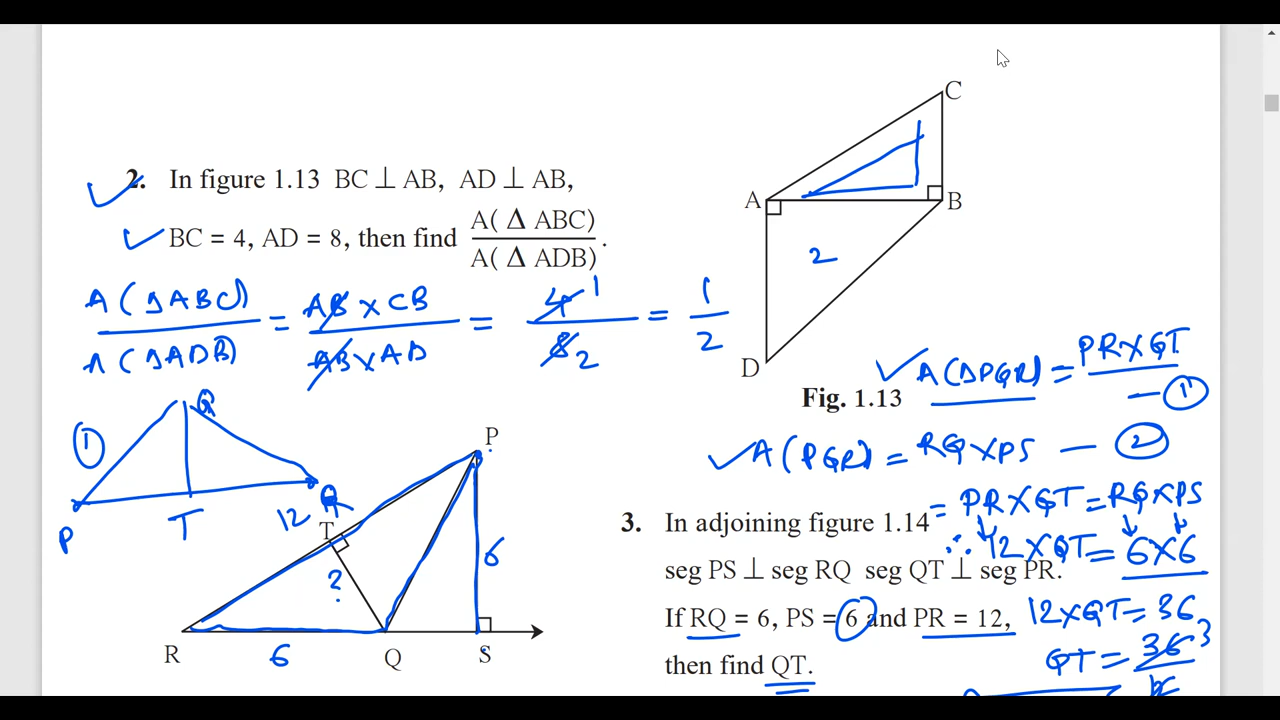 C
2. In figure 1.13 BC ⊥ AB, AD ⊥ AB,
A B
BC = 4, AD = 8, then find A( Δ ABC) / A( Δ ADB) .
2
A (ΔABC) / A (ΔADB) = AB × CB / AB × AD = 4 1 / 8 2 = 1 / 2
D
Fig. 1.13
A(ΔPQR) = PR×QT — 1
1 Q
P
A (PQR) = RQ×PS — 2
P T 12 R
T
3. In adjoining figure 1.14
= PR×QT = RQ×PS
∴ 12×QT = 6×6
6
seg PS ⊥ seg RQ seg QT ⊥ seg PR.
?
If RQ = 6, PS = 6 and PR = 12,
12×QT = 36
R 6 Q S
then find QT.
QT = 36 3